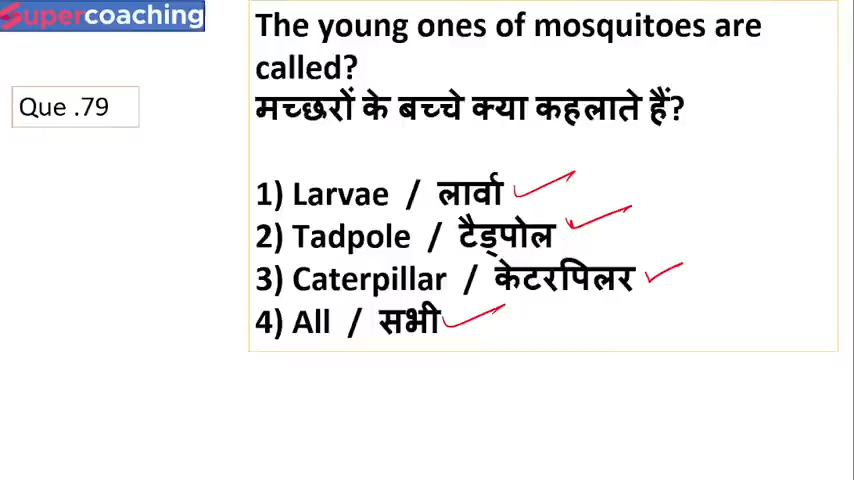 Supercoaching
Que .79
The young ones of mosquitoes are
called?
मच्छरों के बच्चे क्या कहलाते हैं?
1) Larvae / लार्वा
2) Tadpole / टैड्पोल
3) Caterpillar / केटरपिलर
4) All / सभी